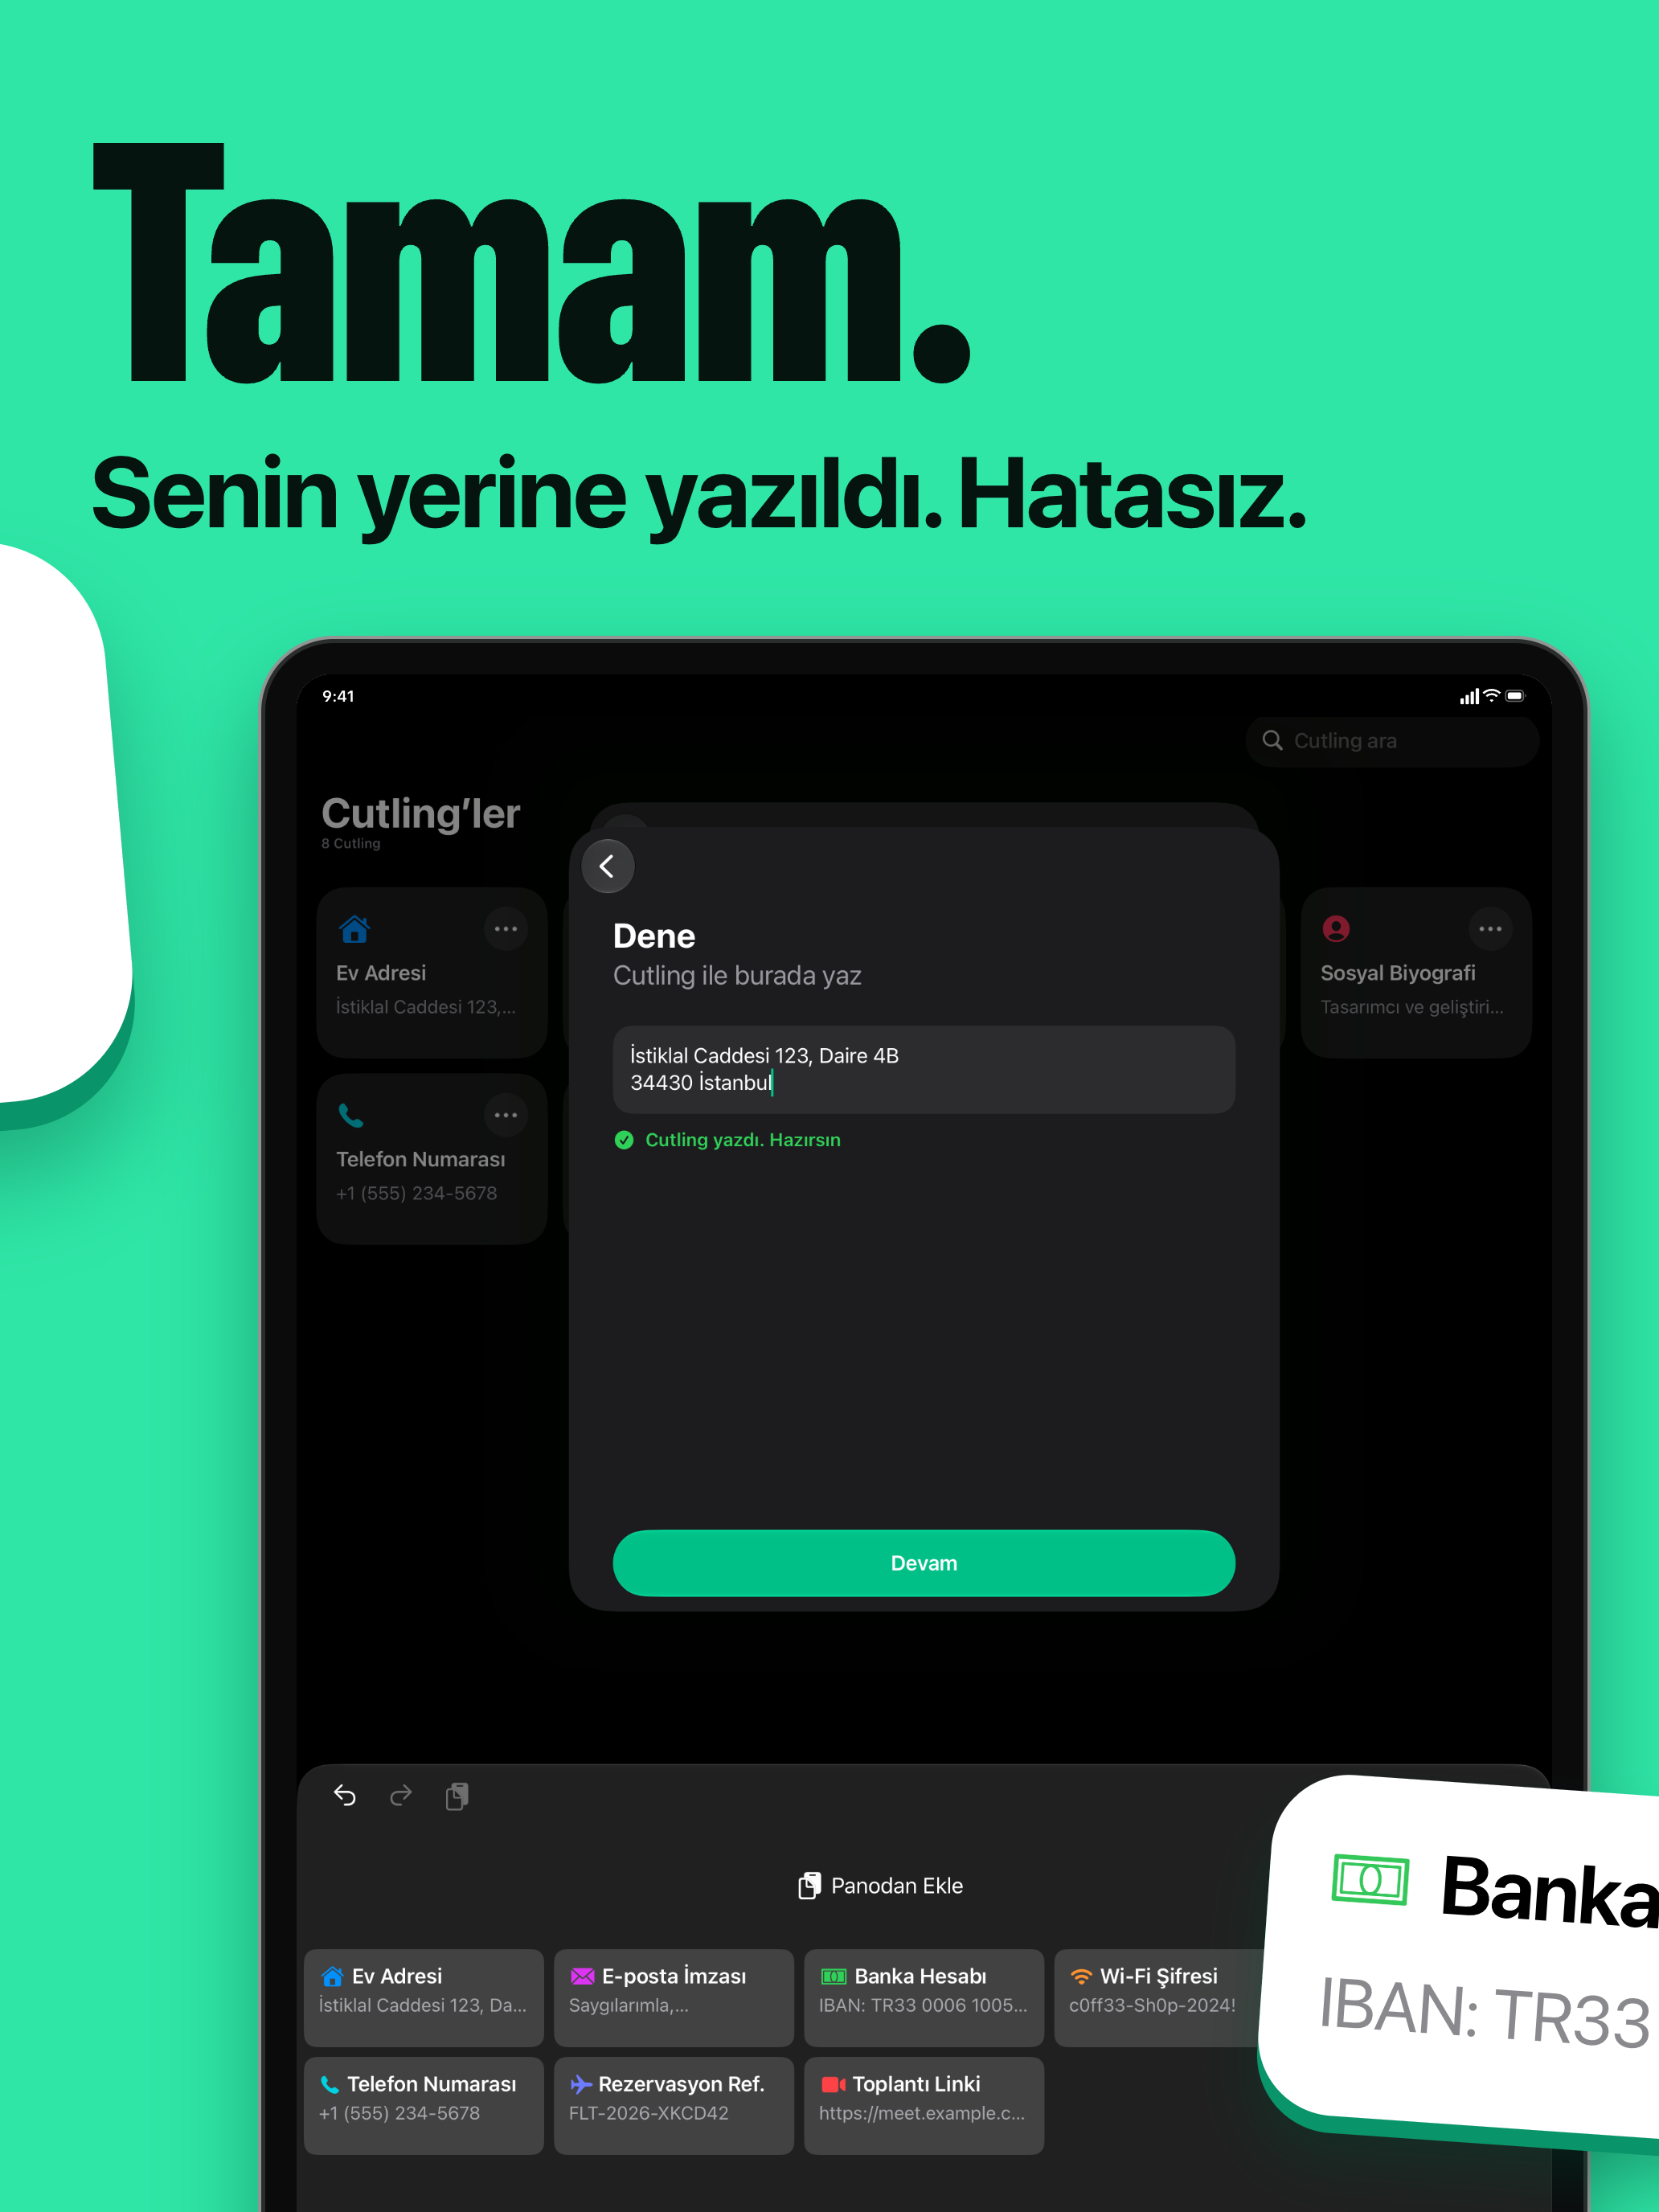 Tamam.
Senin yerine yazıldı. Hatasız.
9:41
Cutling ara
Cutling'ler
8 Cutling
Ev Adresi
İstiklal Caddesi 123,...
Telefon Numarası
+1 (555) 234-5678
Sosyal Biyografi
Tasarımcı ve geliştiri...
Dene
Cutling ile burada yaz
İstiklal Caddesi 123, Daire 4B
34430 İstanbul
Cutling yazdı. Hazırsın
Devam
Panodan Ekle
Ev Adresi
İstiklal Caddesi 123, Da...
E-posta İmzası
Saygılarımla,...
Banka Hesabı
IBAN: TR33 0006 1005...
Wi-Fi Şifresi
c0ff33-Sh0p-2024!
Telefon Numarası
+1 (555) 234-5678
Rezervasyon Ref.
FLT-2026-XKCD42
Toplantı Linki
https://meet.example.c...
Banka
IBAN: TR33